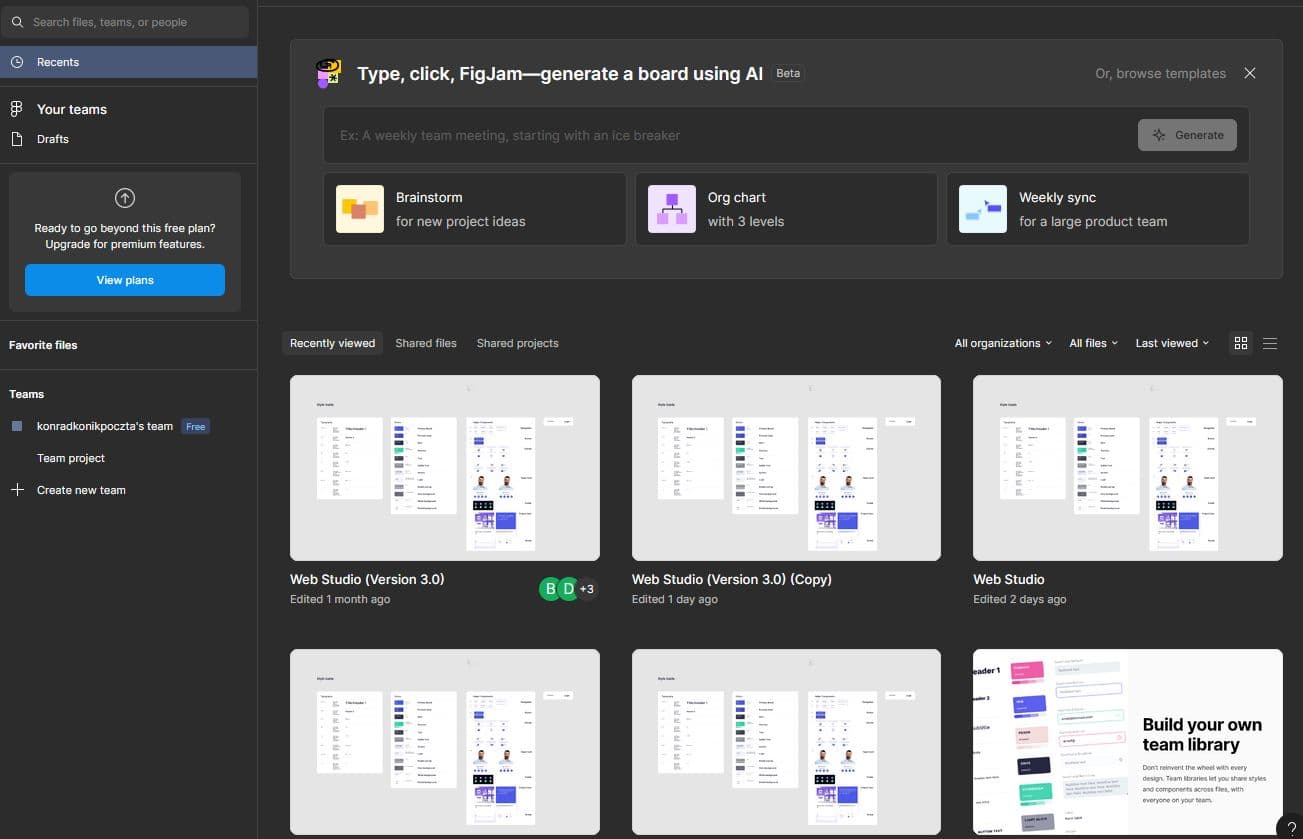 Search files, teams, or people
Recents
Your teams
Drafts
Ready to go beyond this free plan?
Upgrade for premium features.
View plans
Favorite files
Teams
konradkonikpoczta's team Free
Team project
Create new team
Type, click, FigJam—generate a board using AI Beta
Or, browse templates
Ex: A weekly team meeting, starting with an ice breaker
Generate
Brainstorm
for new project ideas
Org chart
with 3 levels
Weekly sync
for a large product team
Recently viewed Shared files Shared projects
All organizations All files Last viewed
Web Studio (Version 3.0)
Edited 1 month ago
B D +3
Web Studio (Version 3.0) (Copy)
Edited 1 day ago
Web Studio
Edited 2 days ago
eader 1
Build your own
team library
Don't reinvent the wheel with every
design. Team libraries let you share styles
and components across files, with
everyone on your team.
?